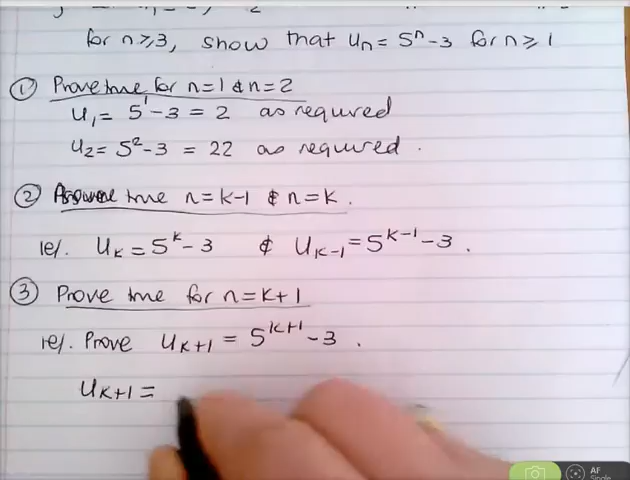 for n≥3, show that uₙ = 5ⁿ-3 for n≥1
① Prove true for n=1 & n=2
u₁ = 5¹-3 = 2 as required
u₂ = 5²-3 = 22 as required.
② Assume true n=k-1 & n=k.
ie/. uₖ = 5ᵏ-3 & uₖ₋₁ = 5ᵏ⁻¹-3.
③ Prove true for n=k+1
ie/. Prove uₖ₊₁ = 5ᵏ⁺¹-3.
uₖ₊₁ =
AF
Single